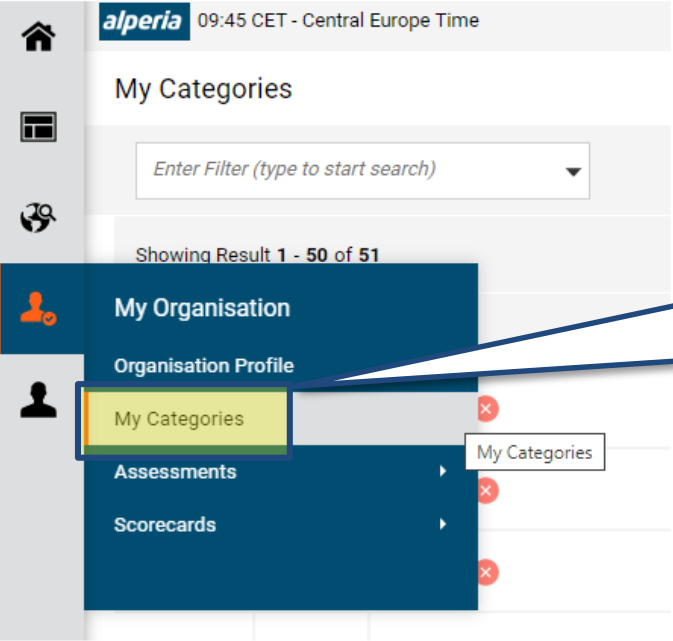 alperia 09:45 CET - Central Europe Time
My Categories
Enter Filter (type to start search)
Showing Result 1 - 50 of 51
My Organisation
Organisation Profile
My Categories
My Categories
Assessments
Scorecards